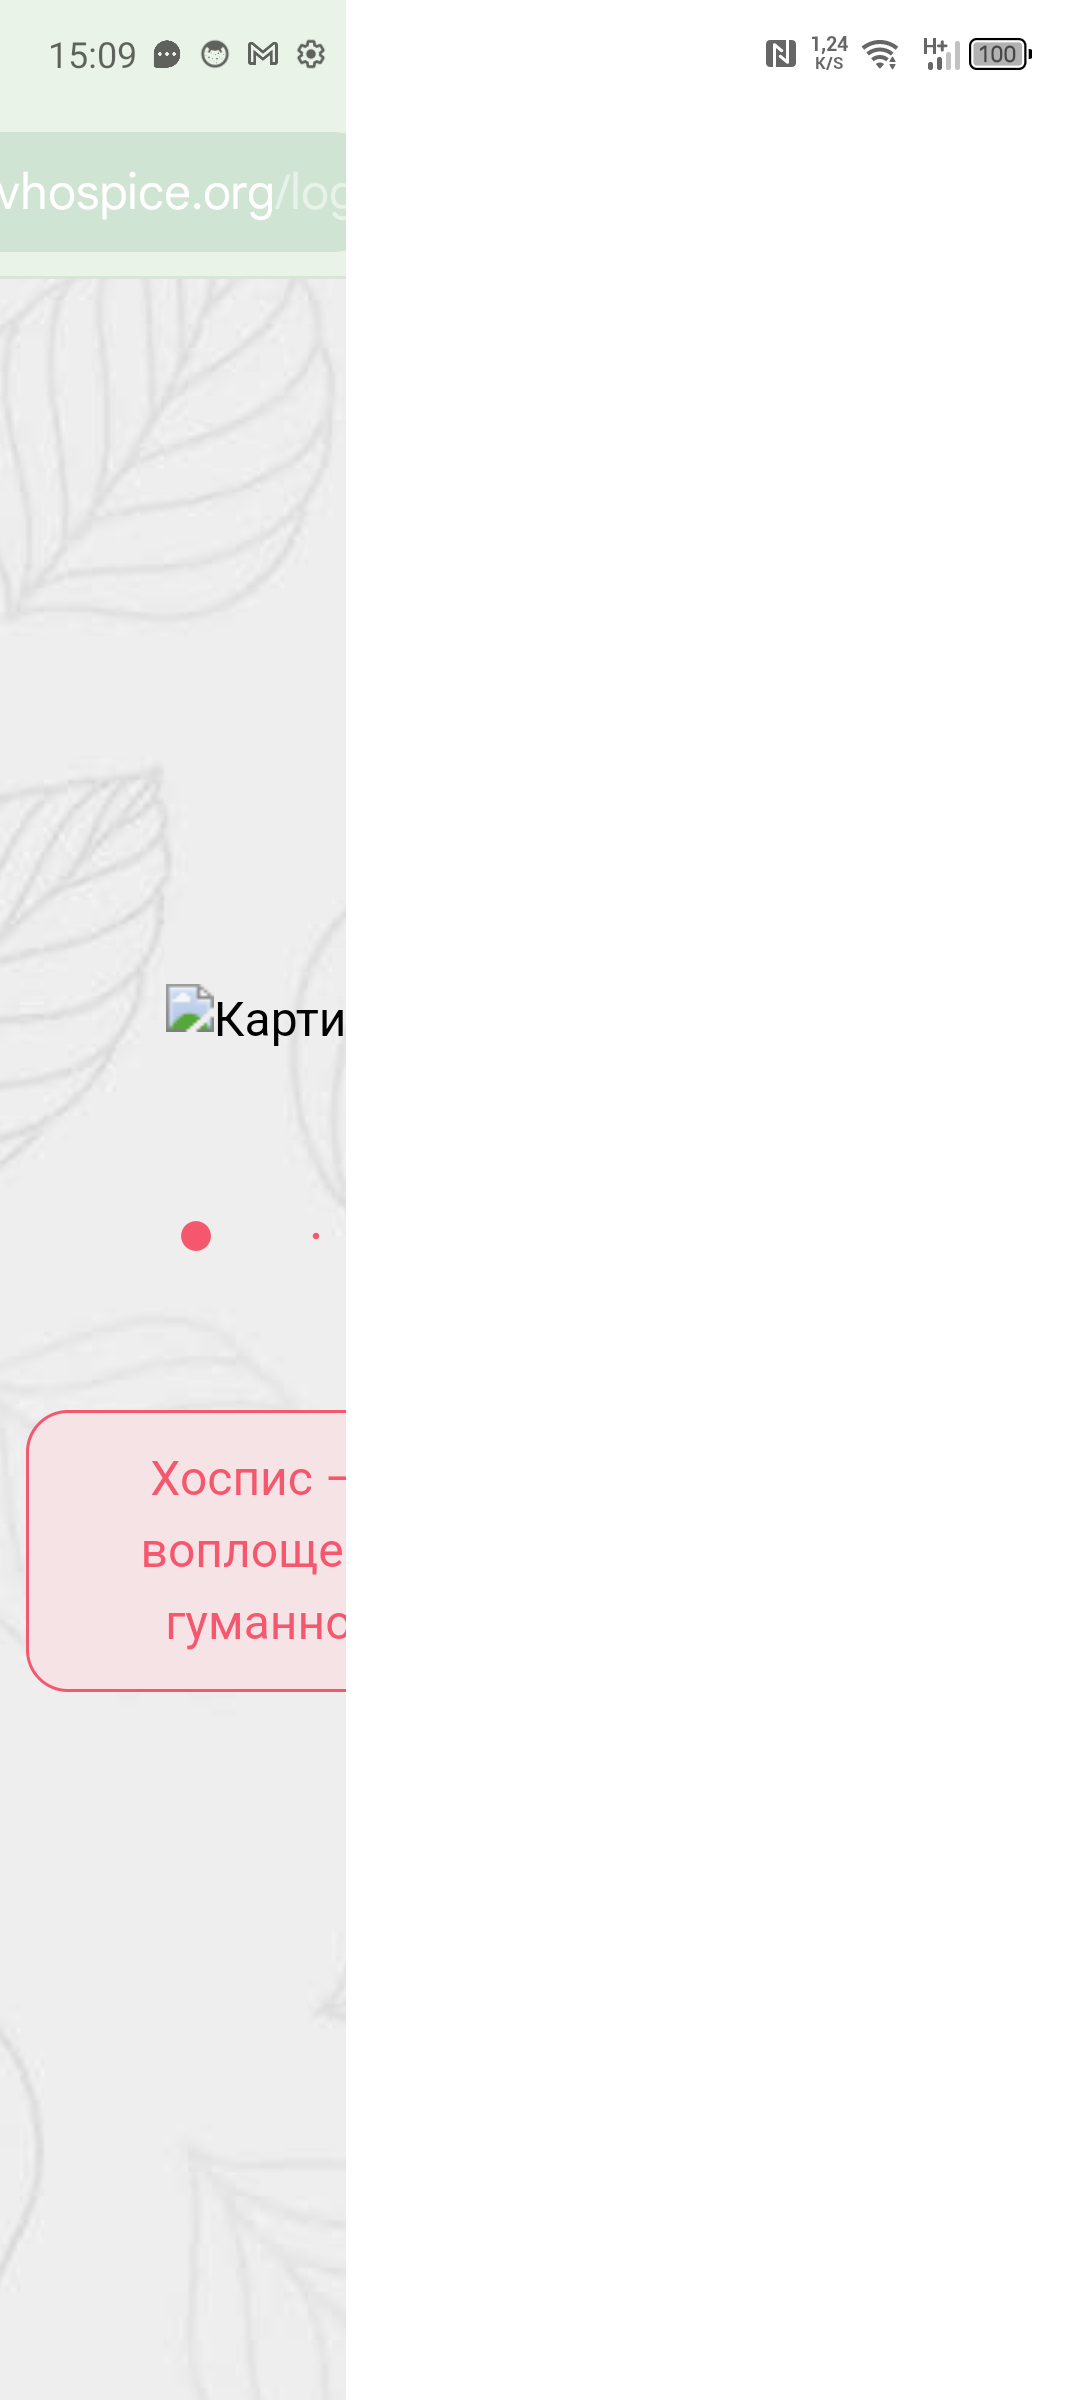 15:09
1,24
K/S
H+
100
vhospice.org/log
Карти
Хоспис –
воплоще
гуманно